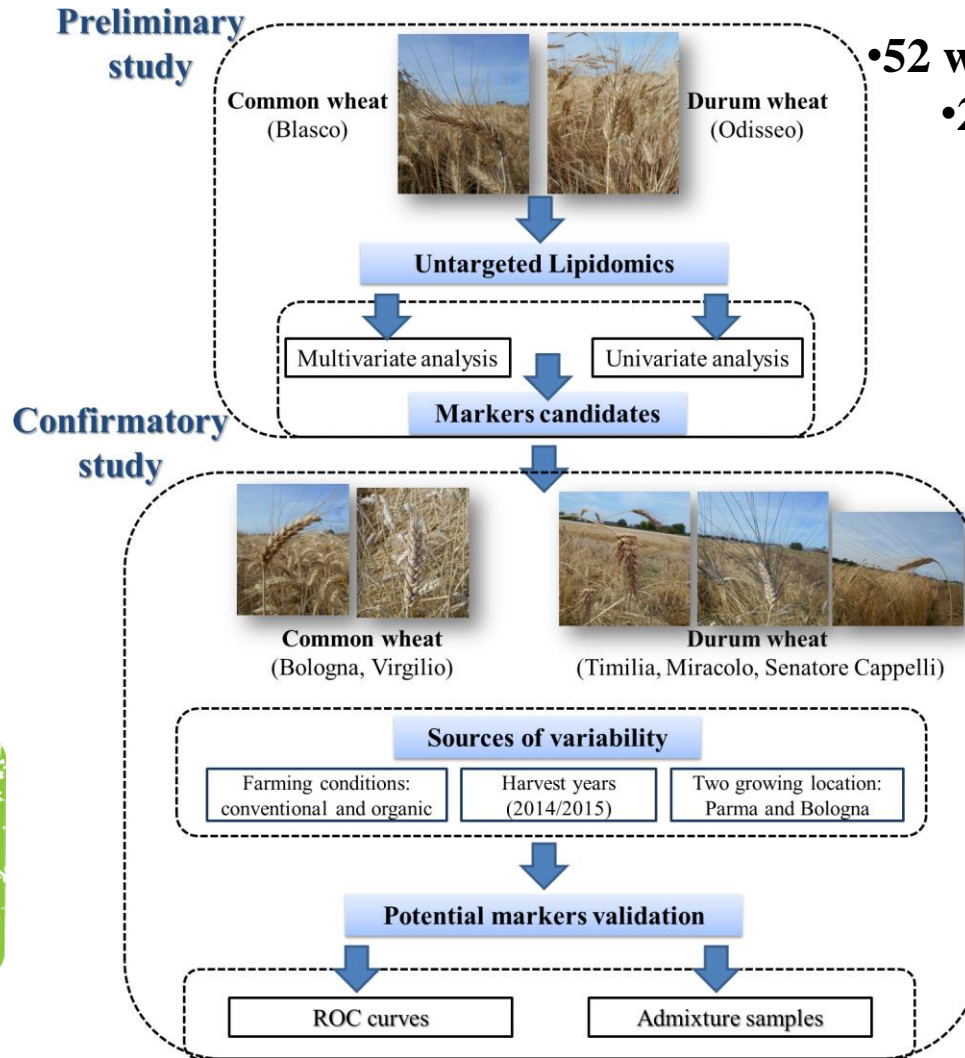 Preliminary
study
•52 w
•2
Common wheat
(Blasco)
Durum wheat
(Odisseo)
Untargeted Lipidomics
Multivariate analysis
Univariate analysis
Markers candidates
Confirmatory
study
Common wheat
(Bologna, Virgilio)
Durum wheat
(Timilia, Miracolo, Senatore Cappelli)
Sources of variability
Farming conditions:
conventional and organic
Harvest years
(2014/2015)
Two growing location:
Parma and Bologna
Potential markers validation
ROC curves
Admixture samples